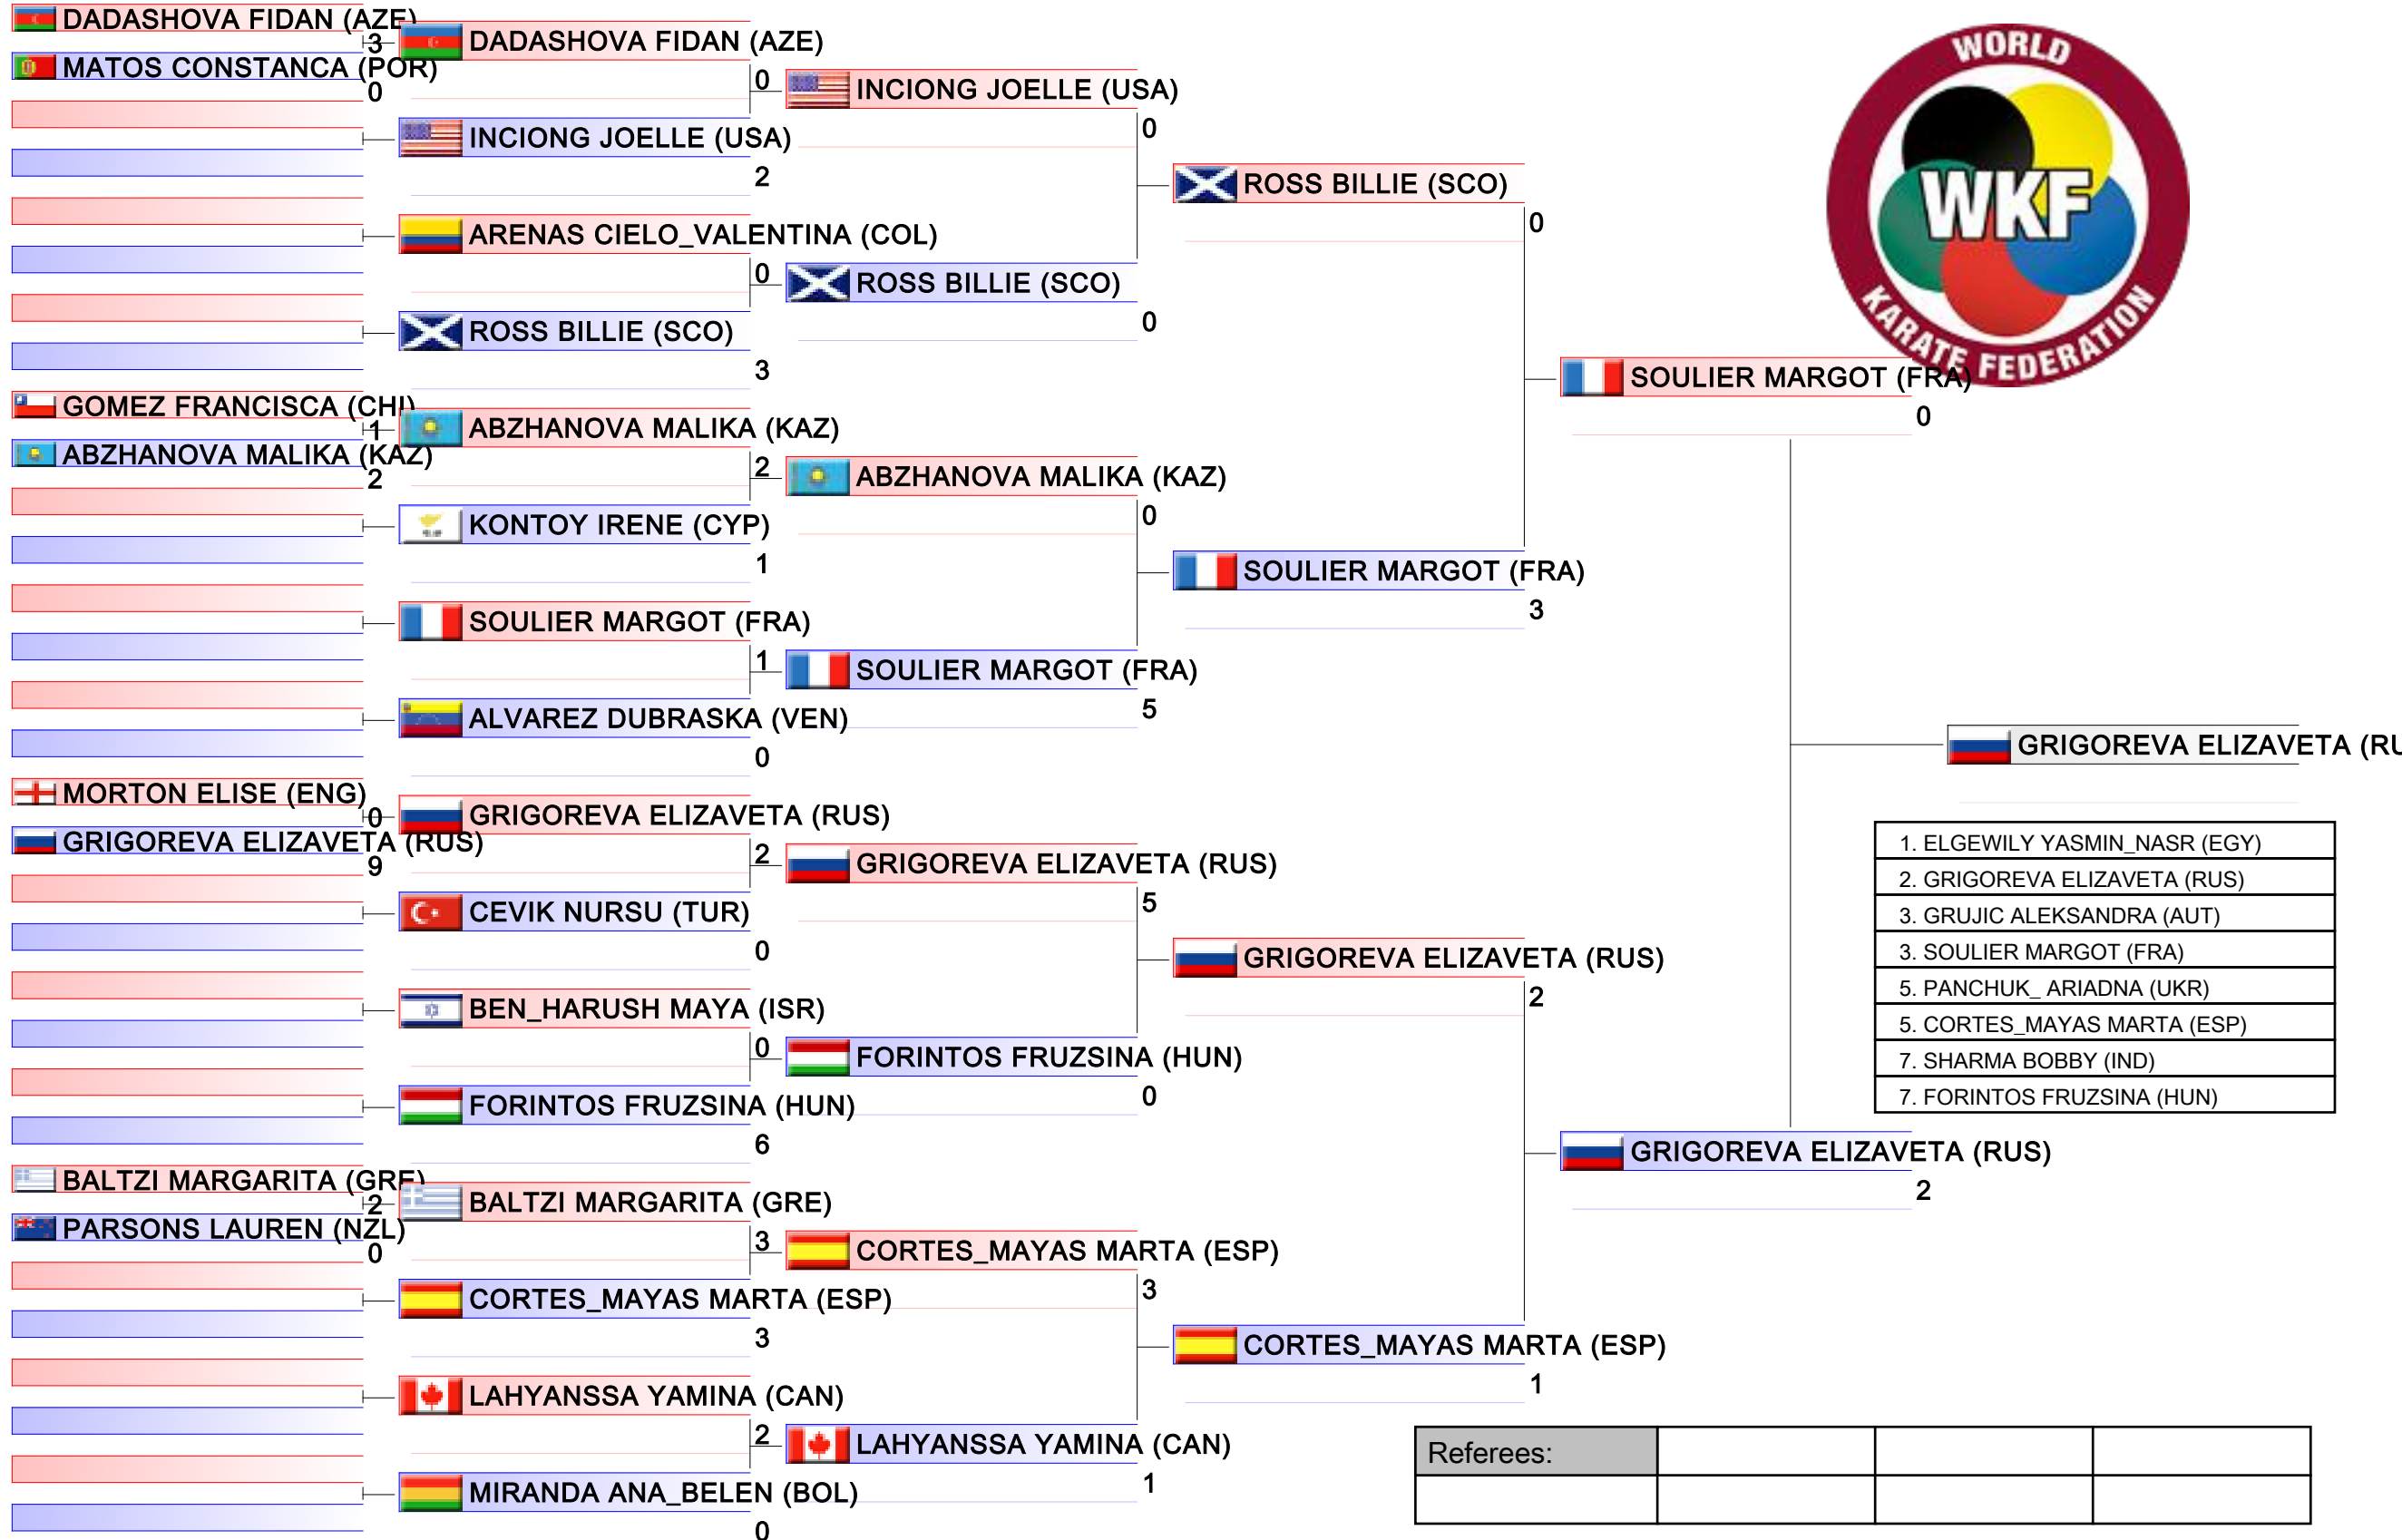 DADASHOVA FIDAN (AZE)
3
MATOS CONSTANCA (POR)
0
GOMEZ FRANCISCA (CHI)
1
ABZHANOVA MALIKA (KAZ)
2
MORTON ELISE (ENG)
0
GRIGOREVA ELIZAVETA (RUS)
9
BALTZI MARGARITA (GRE)
2
PARSONS LAUREN (NZL)
0
DADASHOVA FIDAN (AZE)
0
INCIONG JOELLE (USA)
2
ARENAS CIELO_VALENTINA (COL)
0
ROSS BILLIE (SCO)
3
ABZHANOVA MALIKA (KAZ)
2
KONTOY IRENE (CYP)
1
SOULIER MARGOT (FRA)
1
ALVAREZ DUBRASKA (VEN)
0
GRIGOREVA ELIZAVETA (RUS)
2
CEVIK NURSU (TUR)
0
BEN_HARUSH MAYA (ISR)
0
FORINTOS FRUZSINA (HUN)
6
BALTZI MARGARITA (GRE)
3
CORTES_MAYAS MARTA (ESP)
3
LAHYANSSA YAMINA (CAN)
2
MIRANDA ANA_BELEN (BOL)
0
INCIONG JOELLE (USA)
0
ROSS BILLIE (SCO)
0
ABZHANOVA MALIKA (KAZ)
0
SOULIER MARGOT (FRA)
5
GRIGOREVA ELIZAVETA (RUS)
5
FORINTOS FRUZSINA (HUN)
0
CORTES_MAYAS MARTA (ESP)
3
LAHYANSSA YAMINA (CAN)
1
ROSS BILLIE (SCO)
0
SOULIER MARGOT (FRA)
3
GRIGOREVA ELIZAVETA (RUS)
2
CORTES_MAYAS MARTA (ESP)
1
SOULIER MARGOT (FRA)
0
GRIGOREVA ELIZAVETA (RUS)
2
WORLD
WKF
KARATE FEDERATION
GRIGOREVA ELIZAVETA (RU
1. ELGEWILY YASMIN_NASR (EGY)
2. GRIGOREVA ELIZAVETA (RUS)
3. GRUJIC ALEKSANDRA (AUT)
3. SOULIER MARGOT (FRA)
5. PANCHUK_ ARIADNA (UKR)
5. CORTES_MAYAS MARTA (ESP)
7. SHARMA BOBBY (IND)
7. FORINTOS FRUZSINA (HUN)
Referees: